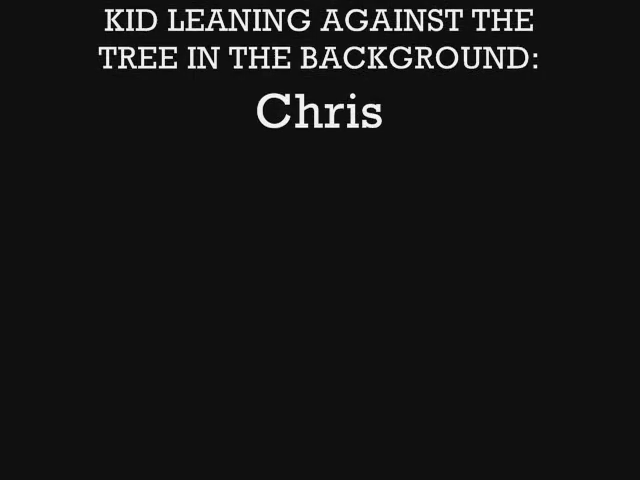 KID LEANING AGAINST THE
TREE IN THE BACKGROUND:
Chris